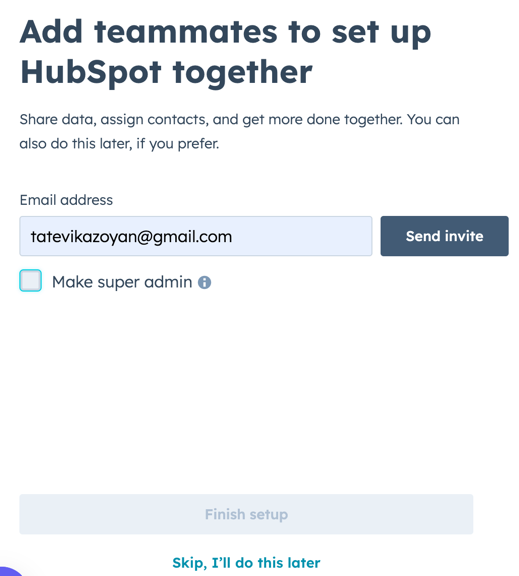 Add teammates to set up
HubSpot together
Share data, assign contacts, and get more done together. You can
also do this later, if you prefer.
Email address
tatevikazoyan@gmail.com
Send invite
Make super admin
Finish setup
Skip, I’ll do this later